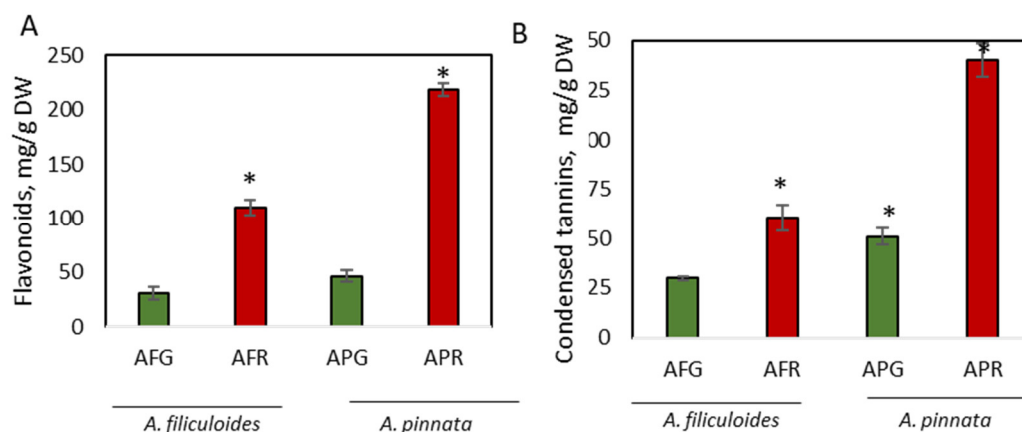 A
Flavonoids, mg/g DW
250
200
150
100
50
0
*
*
AFG AFR APG APR
A. filiculoides A. pinnata
B
Condensed tannins, mg/g DW
50
25
00
75
50
25
0
*
*
*
AFG AFR APG APR
A. filiculoides A. pinnata